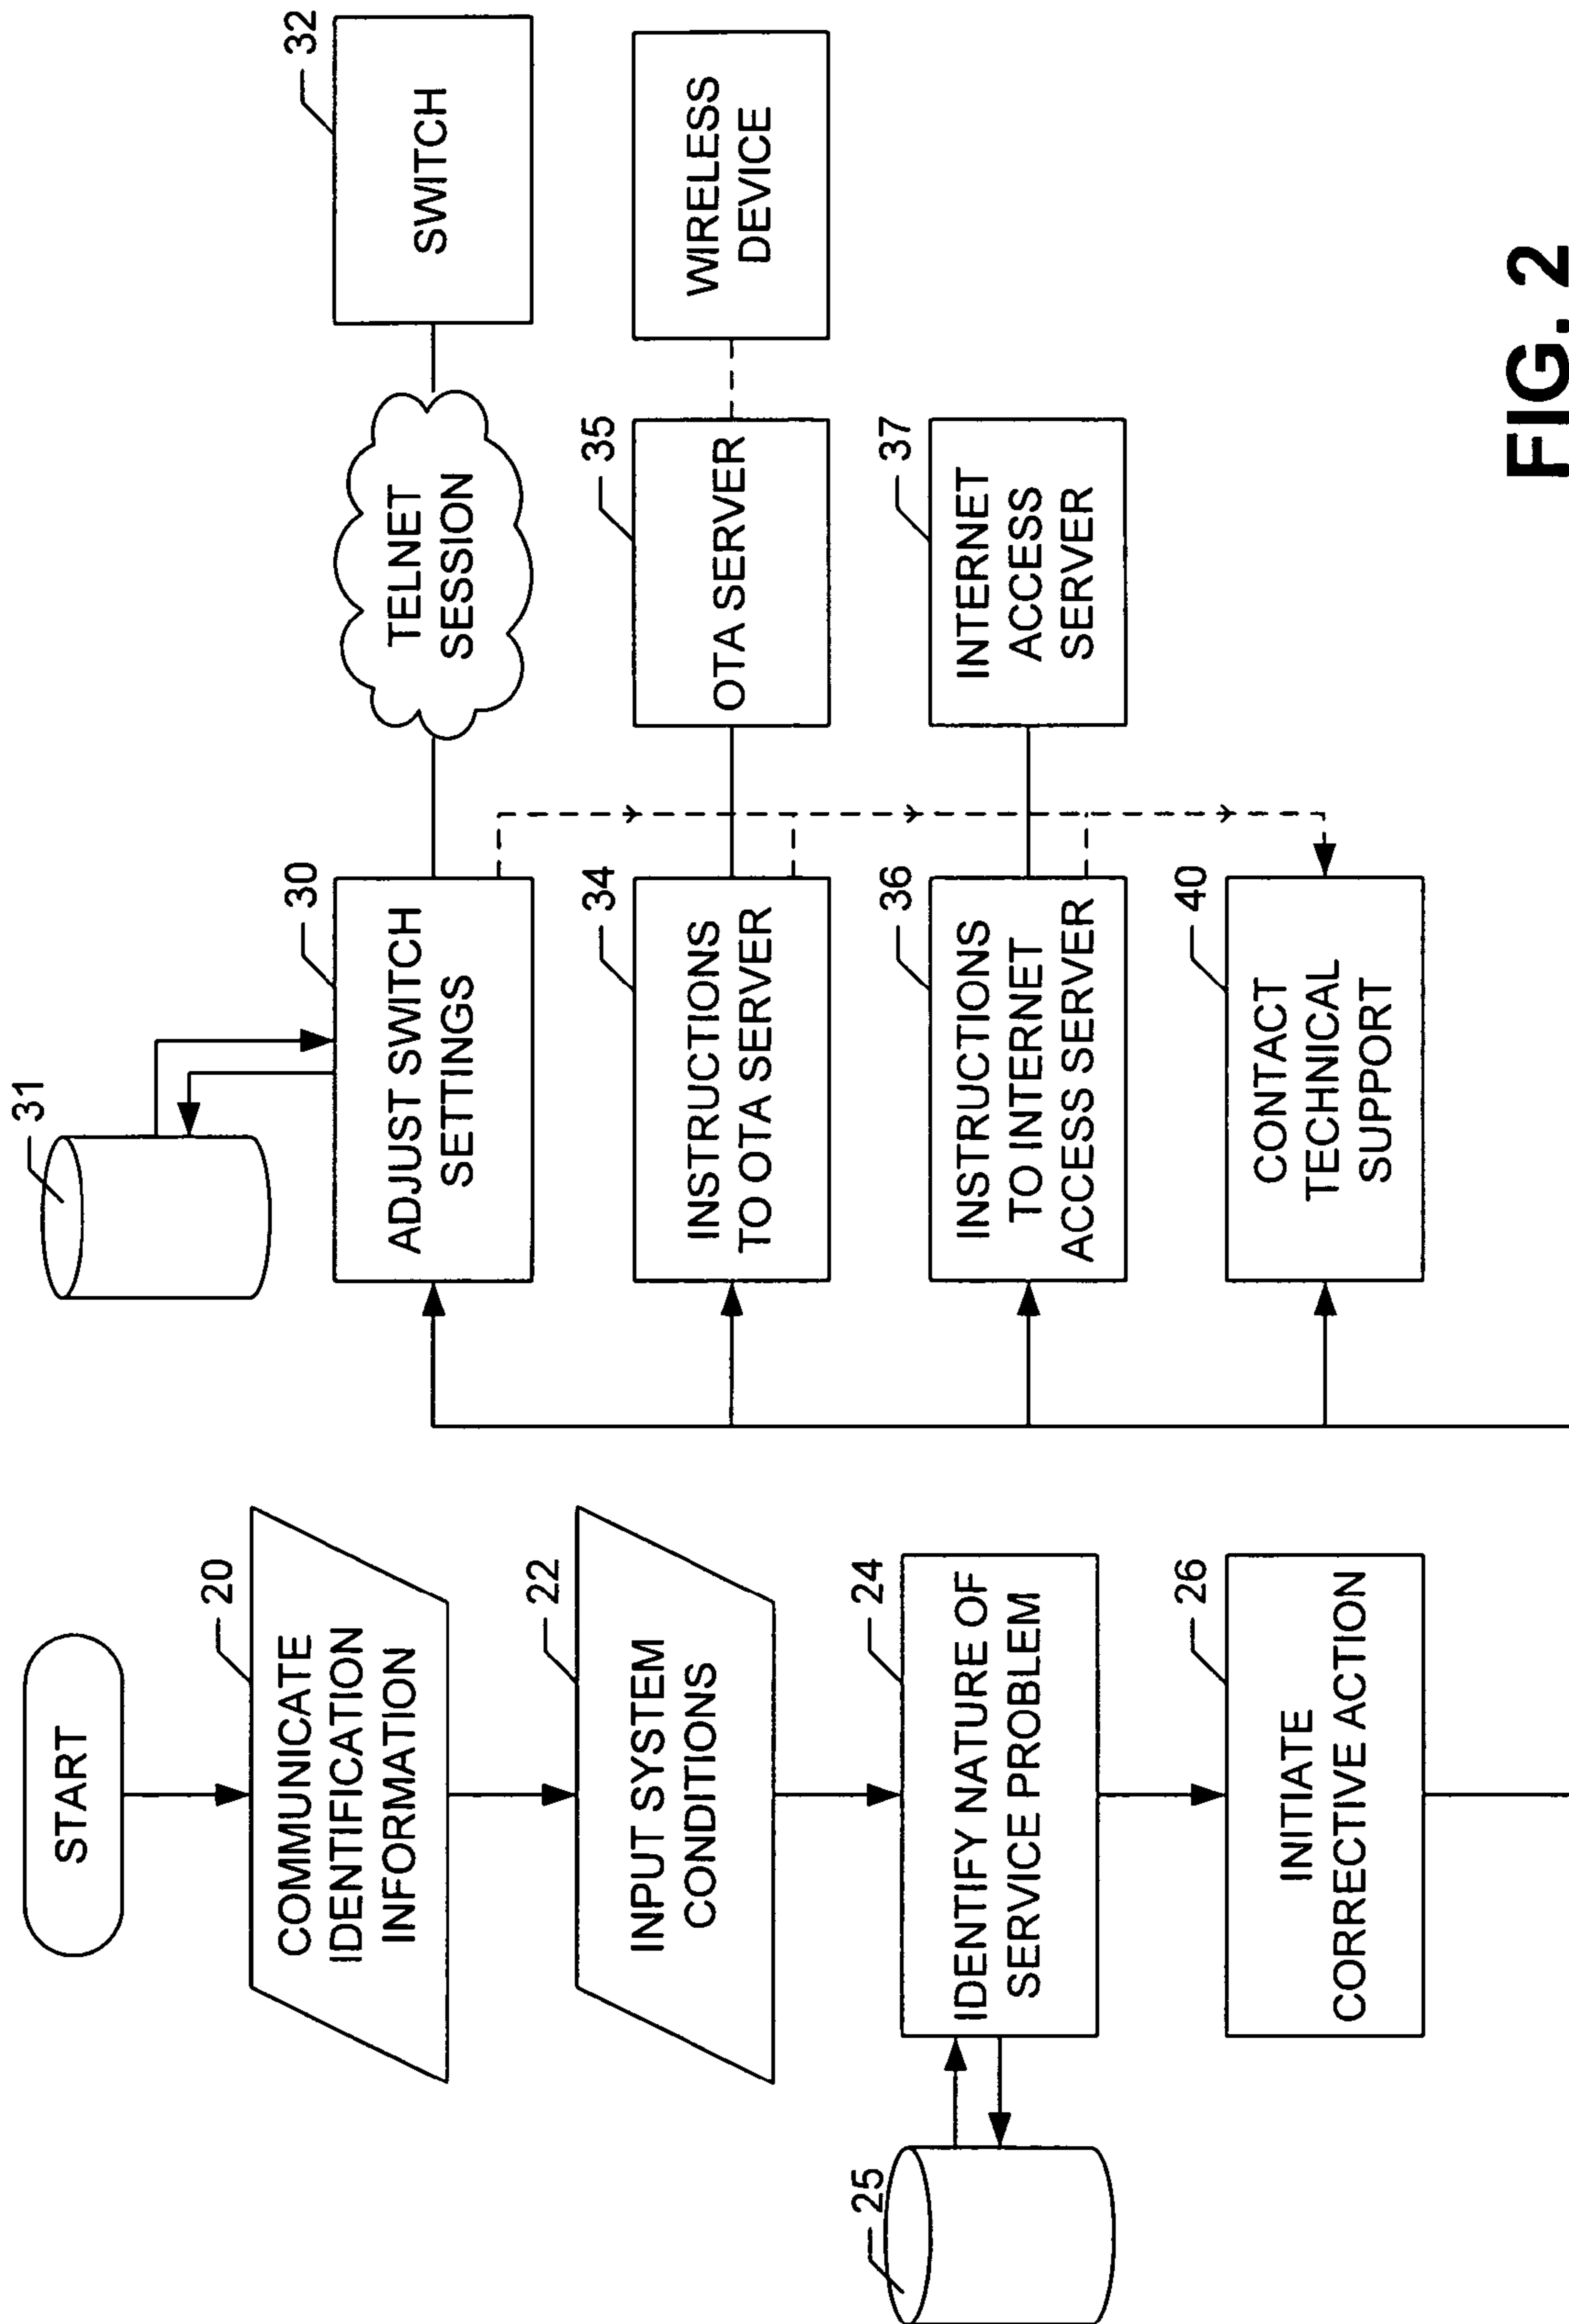 START
20
COMMUNICATE
IDENTIFICATION
INFORMATION
22
INPUT SYSTEM
CONDITIONS
24
IDENTIFY NATURE OF
SERVICE PROBLEM
25
26
INITIATE
CORRECTIVE ACTION
31
30
ADJUST SWITCH
SETTINGS
TELNET
SESSION
32
SWITCH
34
INSTRUCTIONS
TO OTA SERVER
35
OTA SERVER
WIRELESS
DEVICE
36
INSTRUCTIONS
TO INTERNET
ACCESS SERVER
37
INTERNET
ACCESS
SERVER
40
CONTACT
TECHNICAL
SUPPORT
FIG. 2